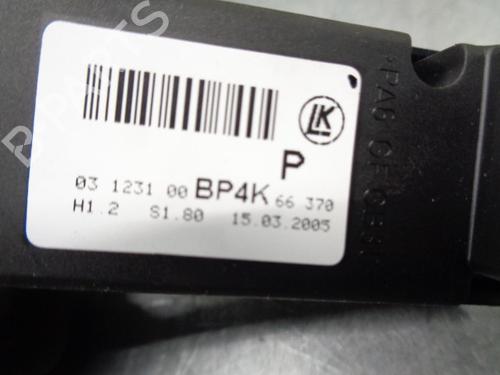 LK
P
03 1231 00 BP4K 66 370
H1.2 S1.80 15.03.2005
>PA6 GF